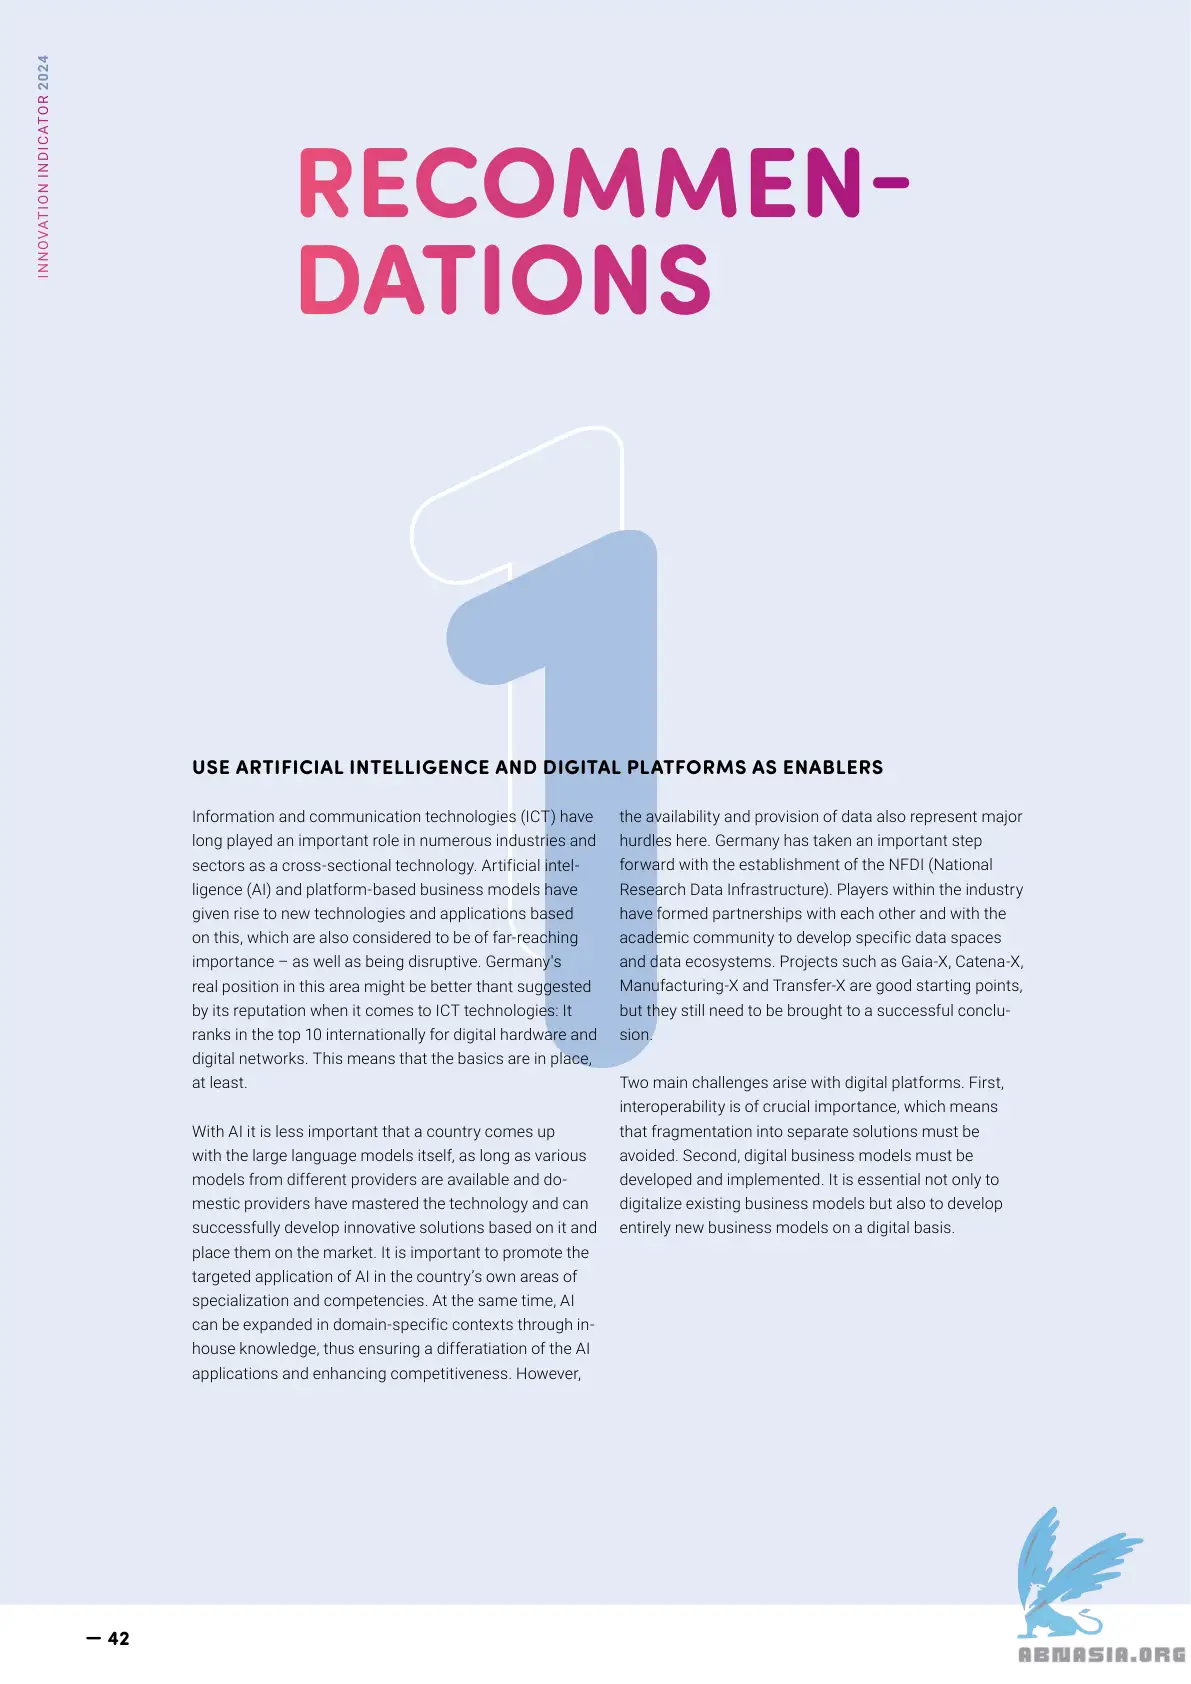 INNOVATION INDICATOR 2024
RECOMMEN-
DATIONS
1
USE ARTIFICIAL INTELLIGENCE AND DIGITAL PLATFORMS AS ENABLERS
Information and communication technologies (ICT) have
long played an important role in numerous industries and
sectors as a cross-sectional technology. Artificial intel-
ligence (AI) and platform-based business models have
given rise to new technologies and applications based
on this, which are also considered to be of far-reaching
importance – as well as being disruptive. Germany's
real position in this area might be better thant suggested
by its reputation when it comes to ICT technologies: It
ranks in the top 10 internationally for digital hardware and
digital networks. This means that the basics are in place,
at least.
With AI it is less important that a country comes up
with the large language models itself, as long as various
models from different providers are available and do-
mestic providers have mastered the technology and can
successfully develop innovative solutions based on it and
place them on the market. It is important to promote the
targeted application of AI in the country’s own areas of
specialization and competencies. At the same time, AI
can be expanded in domain-specific contexts through in-
house knowledge, thus ensuring a differatiation of the AI
applications and enhancing competitiveness. However,
the availability and provision of data also represent major
hurdles here. Germany has taken an important step
forward with the establishment of the NFDI (National
Research Data Infrastructure). Players within the industry
have formed partnerships with each other and with the
academic community to develop specific data spaces
and data ecosystems. Projects such as Gaia-X, Catena-X,
Manufacturing-X and Transfer-X are good starting points,
but they still need to be brought to a successful conclu-
sion.
Two main challenges arise with digital platforms. First,
interoperability is of crucial importance, which means
that fragmentation into separate solutions must be
avoided. Second, digital business models must be
developed and implemented. It is essential not only to
digitalize existing business models but also to develop
entirely new business models on a digital basis.
— 42
ABNASIA.ORG